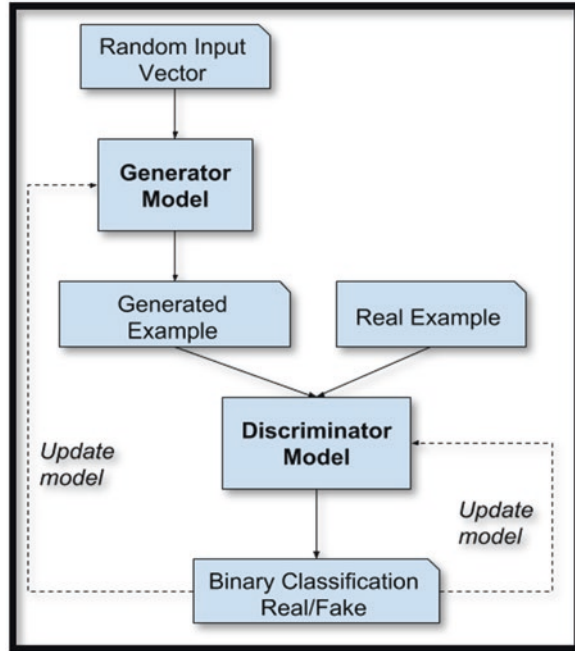 Random Input
Vector
Generator
Model
Generated
Example
Real Example
Discriminator
Model
Update
model
Update
model
Binary Classification
Real/Fake